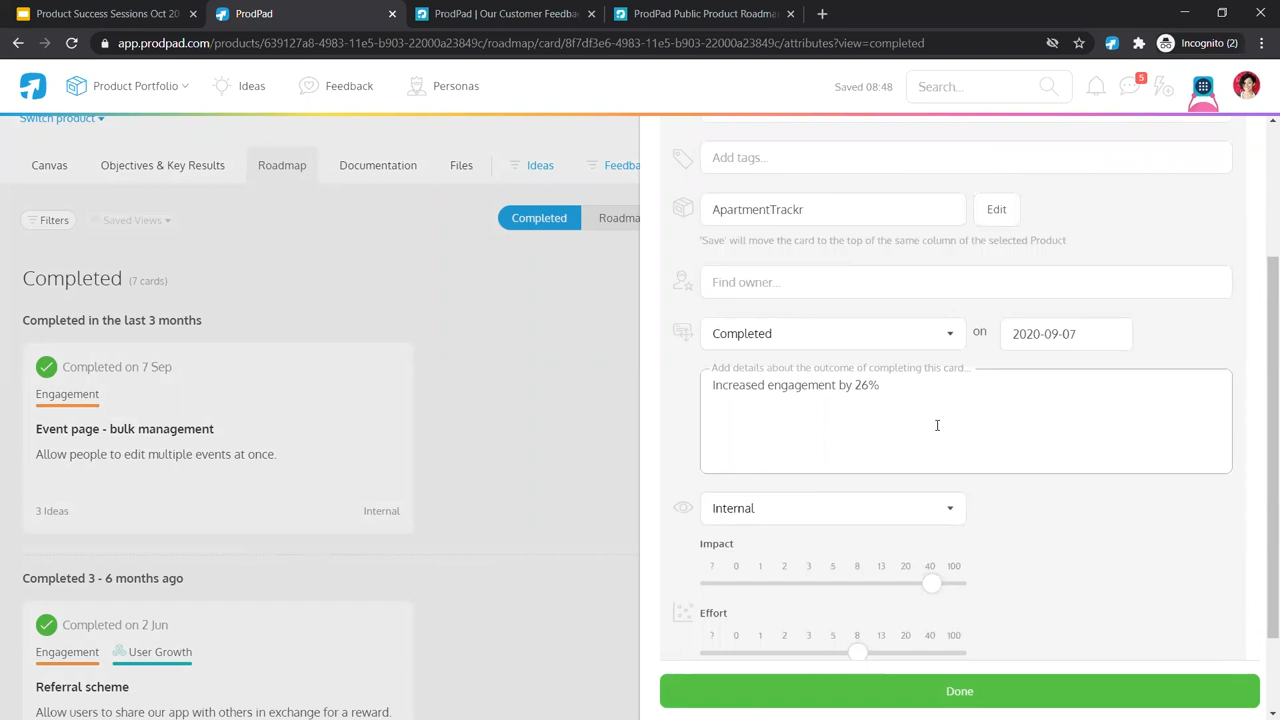 Product Success Sessions Oct 20
ProdPad
ProdPad | Our Customer Feedba
ProdPad Public Product Roadma
app.prodpad.com/products/639127a8-4983-11e5-b903-22000a23849c/roadmap/card/8f7df3e6-4983-11e5-b903-22000a23849c/attributes?view=completed
Incognito (2)
Product Portfolio
Ideas
Feedback
Personas
Saved 08:48
Search...
5
Switch product
Canvas
Objectives & Key Results
Roadmap
Documentation
Files
Ideas
Feedba
Filters
Saved Views
Completed
Roadma
Completed (7 cards)
Completed in the last 3 months
Completed on 7 Sep
Engagement
Event page - bulk management
Allow people to edit multiple events at once.
3 Ideas
Internal
Completed 3 - 6 months ago
Completed on 2 Jun
Engagement
User Growth
Referral scheme
Allow users to share our app with others in exchange for a reward.
Add tags...
ApartmentTrackr
Edit
'Save' will move the card to the top of the same column of the selected Product
Find owner...
Completed
on
2020-09-07
Add details about the outcome of completing this card...
Increased engagement by 26%
Internal
Impact
? 0 1 2 3 5 8 13 20 40 100
Effort
? 0 1 2 3 5 8 13 20 40 100
Done